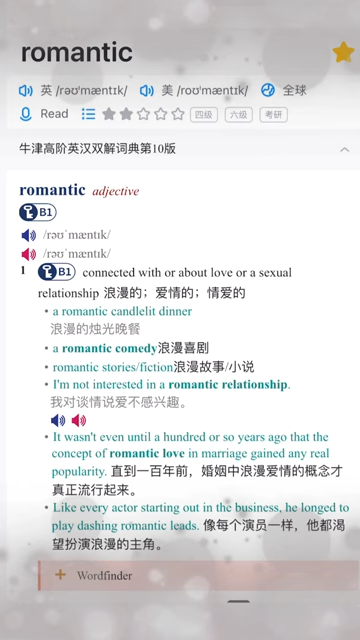 romantic
英 /rəʊˈmæntɪk/ 美 /roʊˈmæntɪk/ 全球
Read 四级 六级 考研
牛津高阶英汉双解词典第10版
romantic adjective
B1
/rəʊˈmæntɪk/
/roʊˈmæntɪk/
1 B1 connected with or about love or a sexual
relationship 浪漫的；爱情的；情爱的
• a romantic candlelit dinner
浪漫的烛光晚餐
• a romantic comedy浪漫喜剧
• romantic stories/fiction浪漫故事/小说
• I'm not interested in a romantic relationship.
我对谈情说爱不感兴趣。
• It wasn't even until a hundred or so years ago that the
concept of romantic love in marriage gained any real
popularity. 直到一百年前，婚姻中浪漫爱情的概念才
真正流行起来。
• Like every actor starting out in the business, he longed to
play dashing romantic leads. 像每个演员一样，他都渴
望扮演浪漫的主角。
+ Wordfinder